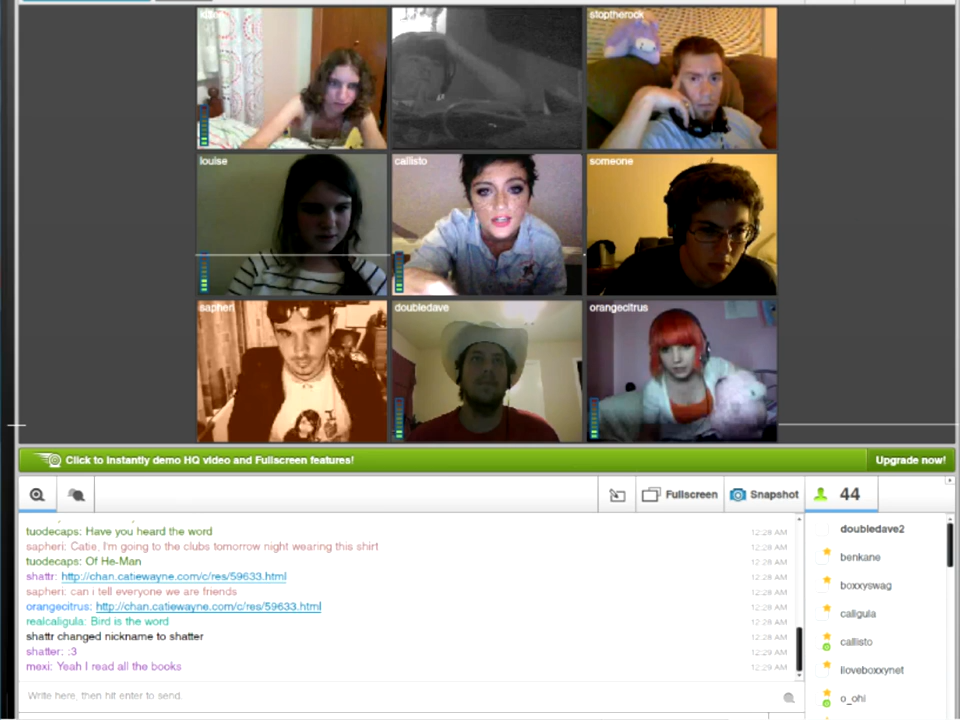 stoptherock
louise
callisto
someone
sapheri
doubledave
orangecitrus
Click to instantly demo HQ video and Fullscreen features!
Upgrade now!
Fullscreen
Snapshot
44
tuodecaps: Have you heard the word
12:28 AM
sapheri: Catie, I'm going to the clubs tomorrow night wearing this shirt
12:28 AM
tuodecaps: Of He-Man
12:28 AM
shattr: http://chan.catiewayne.com/c/res/59633.html
12:28 AM
sapheri: can i tell everyone we are friends
12:28 AM
orangecitrus: http://chan.catiewayne.com/c/res/59633.html
12:28 AM
realcaligula: Bird is the word
12:28 AM
shattr changed nickname to shatter
12:28 AM
shatter: :3
12:29 AM
mexi: Yeah I read all the books
12:29 AM
Write here, then hit enter to send.
doubledave2
benkane
boxxyswag
caligula
callisto
iloveboxxynet
o_ohi